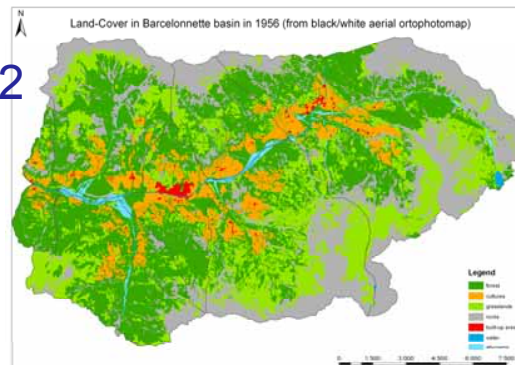 Land-Cover in Barcelonnette basin in 1956 (from black/white aerial ortophotomap)
N
2
Legend
forest
cultures
grasslands
rocks
built-up area
water
0 1 500 3 000 4 500 6 000 7 500